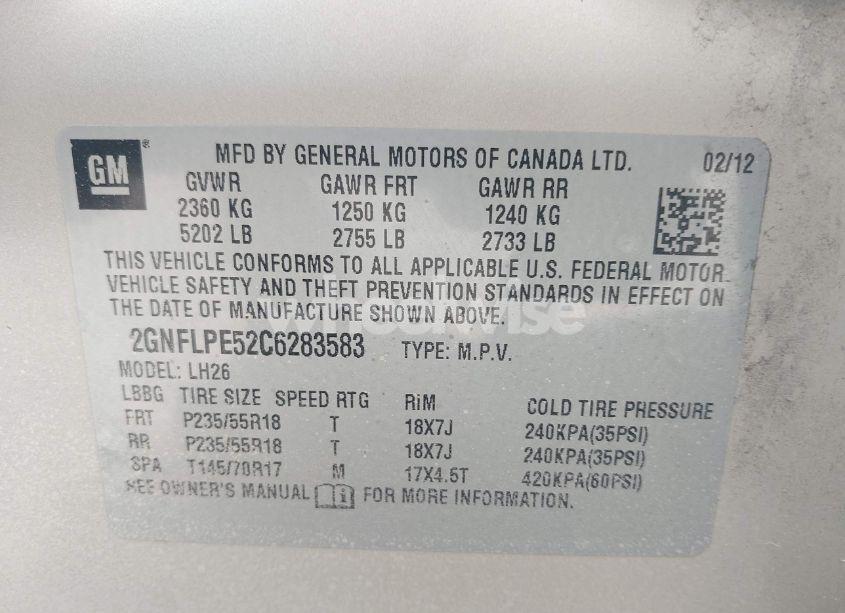 GM ®
MFD BY GENERAL MOTORS OF CANADA LTD. 02/12
GVWR GAWR FRT GAWR RR
2360 KG 1250 KG 1240 KG
5202 LB 2755 LB 2733 LB
THIS VEHICLE CONFORMS TO ALL APPLICABLE U.S. FEDERAL MOTOR
VEHICLE SAFETY AND THEFT PREVENTION STANDARDS IN EFFECT ON
THE DATE OF MANUFACTURE SHOWN ABOVE.
2GNFLPE52C6283583 TYPE: M.P.V.
MODEL: LH26
LBBG TIRE SIZE SPEED RTG RiM COLD TIRE PRESSURE
FRT P235/55R18 T 18X7J 240KPA(35PSI)
RR P235/55R18 T 18X7J 240KPA(35PSI)
SPA T145/70R17 M 17X4.5T 420KPA(60PSI)
SEE OWNER'S MANUAL FOR MORE INFORMATION.